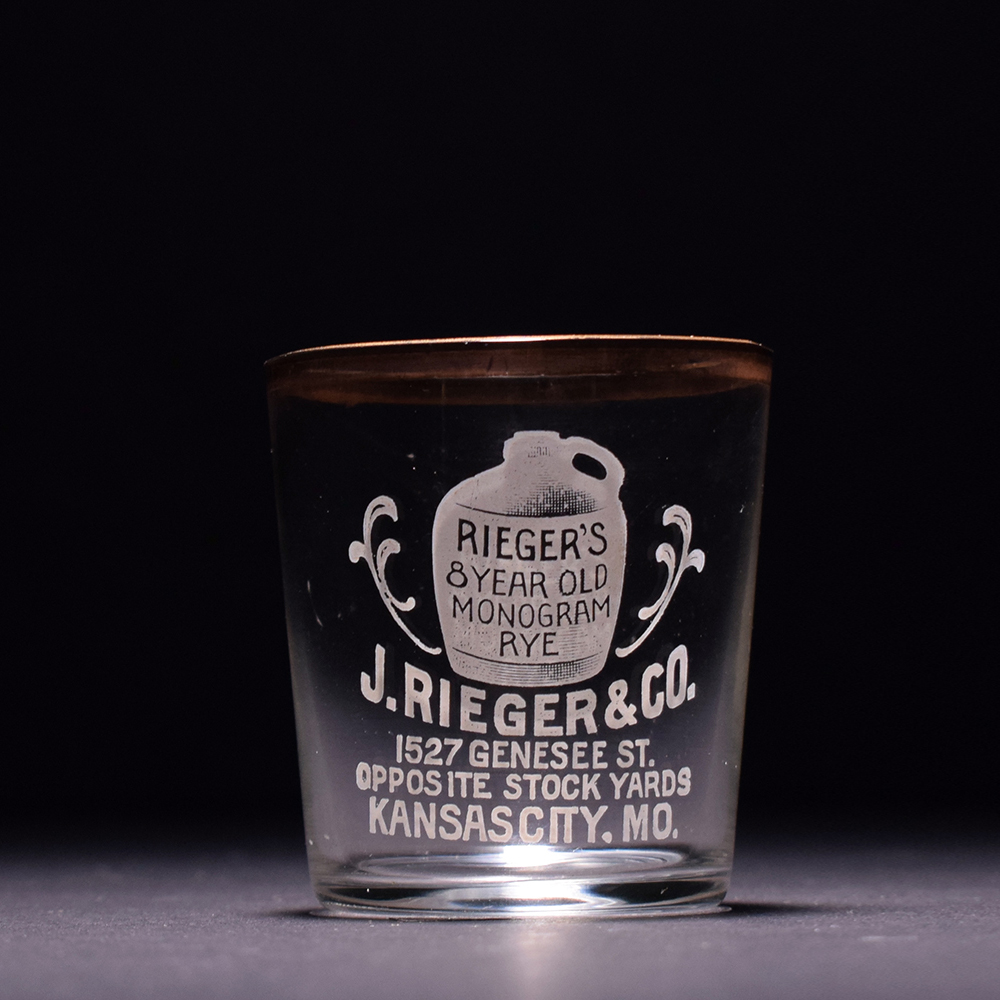 RIEGER'S
8 YEAR OLD
MONOGRAM
RYE
J. RIEGER & CO.
1527 GENESEE ST.
OPPOSITE STOCK YARDS
KANSAS CITY, MO.